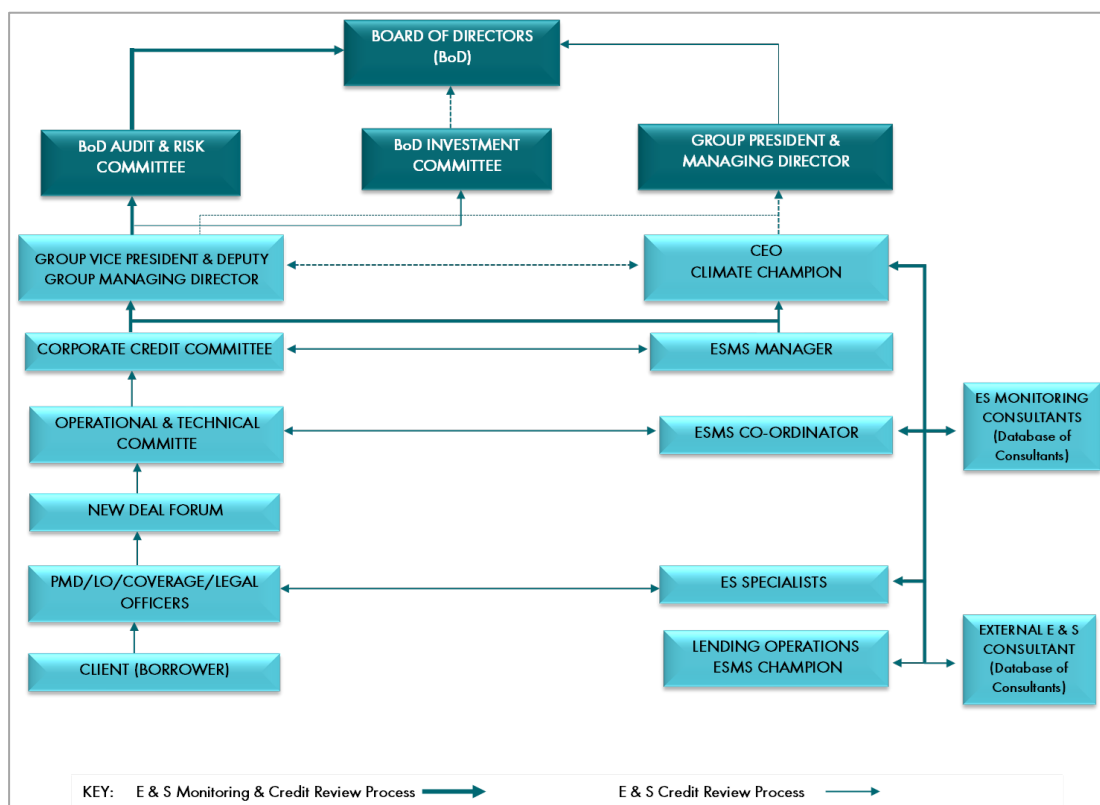 BOARD OF DIRECTORS
(BoD)
BoD AUDIT & RISK
COMMITTEE
BoD INVESTMENT
COMMITTEE
GROUP PRESIDENT &
MANAGING DIRECTOR
GROUP VICE PRESIDENT & DEPUTY
GROUP MANAGING DIRECTOR
CEO
CLIMATE CHAMPION
CORPORATE CREDIT COMMITTEE
ESMS MANAGER
OPERATIONAL & TECHNICAL
COMMITTE
ESMS CO-ORDINATOR
ES MONITORING
CONSULTANTS
(Database of
Consultants)
NEW DEAL FORUM
PMD/LO/COVERAGE/LEGAL
OFFICERS
ES SPECIALISTS
CLIENT (BORROWER)
LENDING OPERATIONS
ESMS CHAMPION
EXTERNAL E & S
CONSULTANT
(Database of
Consultants)
KEY: E & S Monitoring & Credit Review Process
E & S Credit Review Process